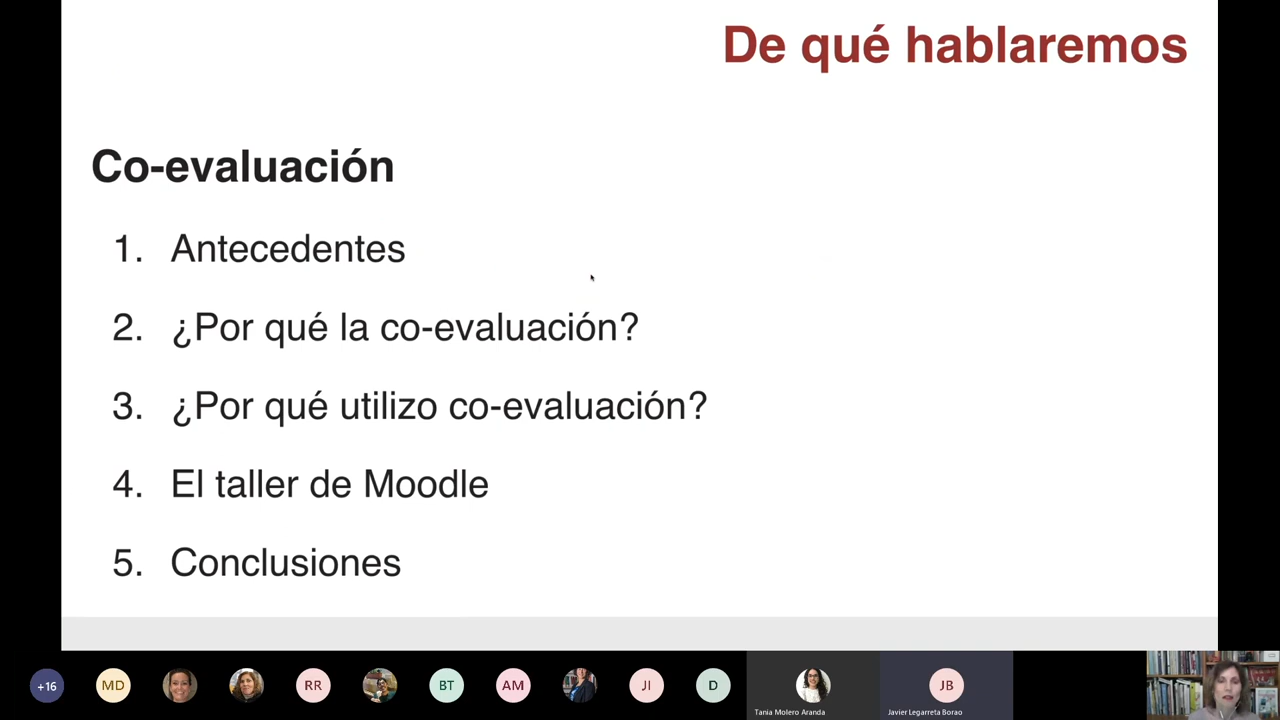 De qué hablaremos
Co-evaluación
1. Antecedentes
2. ¿Por qué la co-evaluación?
3. ¿Por qué utilizo co-evaluación?
4. El taller de Moodle
5. Conclusiones
+16
MD
RR
BT
AM
JI
D
JB
Tania Molero Aranda
Javier Legarreta Borao